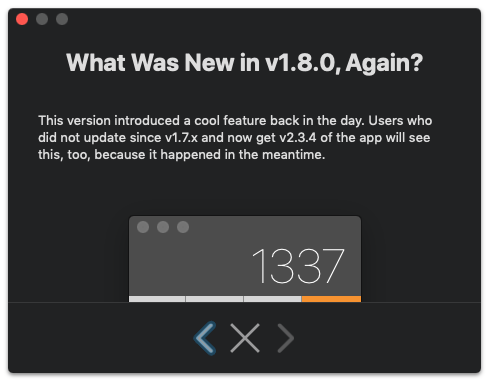 What Was New in v1.8.0, Again?
This version introduced a cool feature back in the day. Users who
did not update since v1.7.x and now get v2.3.4 of the app will see
this, too, because it happened in the meantime.
1337